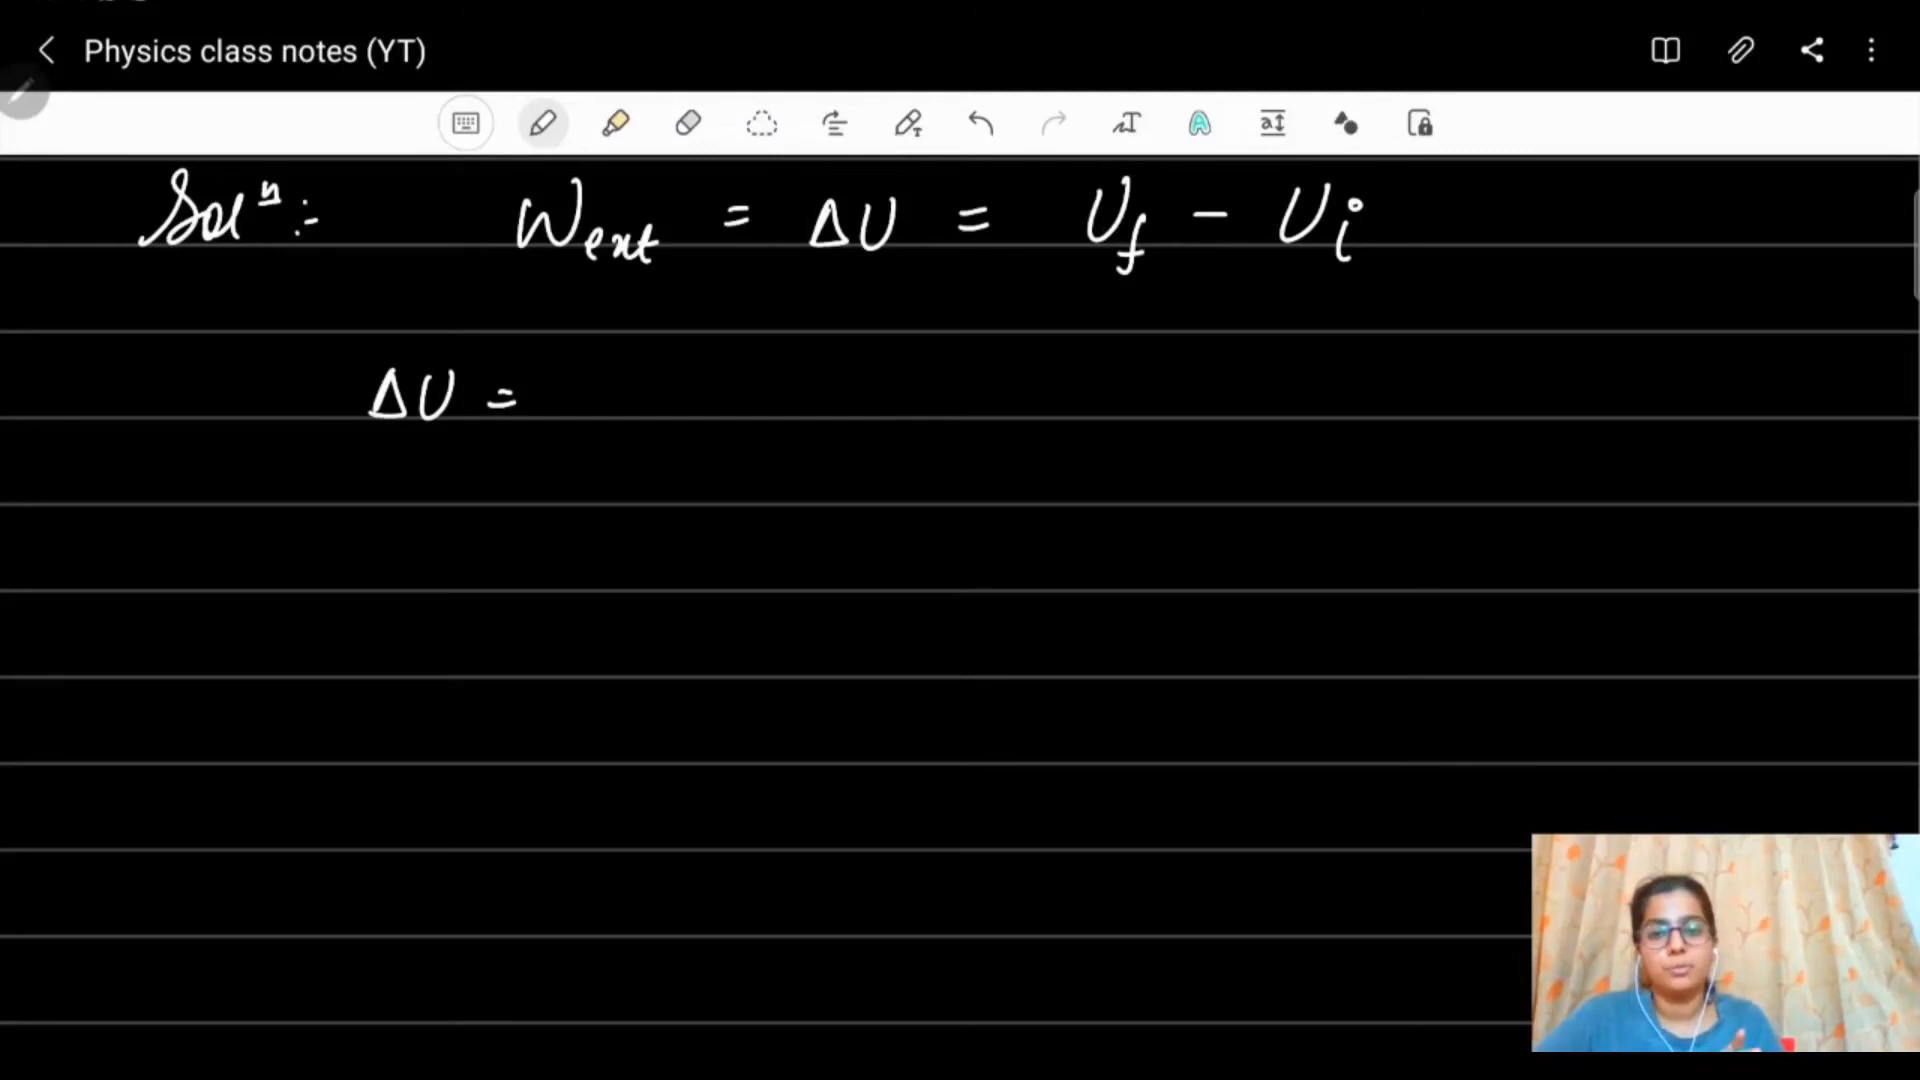 Physics class notes (YT)
Solⁿ :- W_ext = ΔU = U_f - U_i
ΔU =